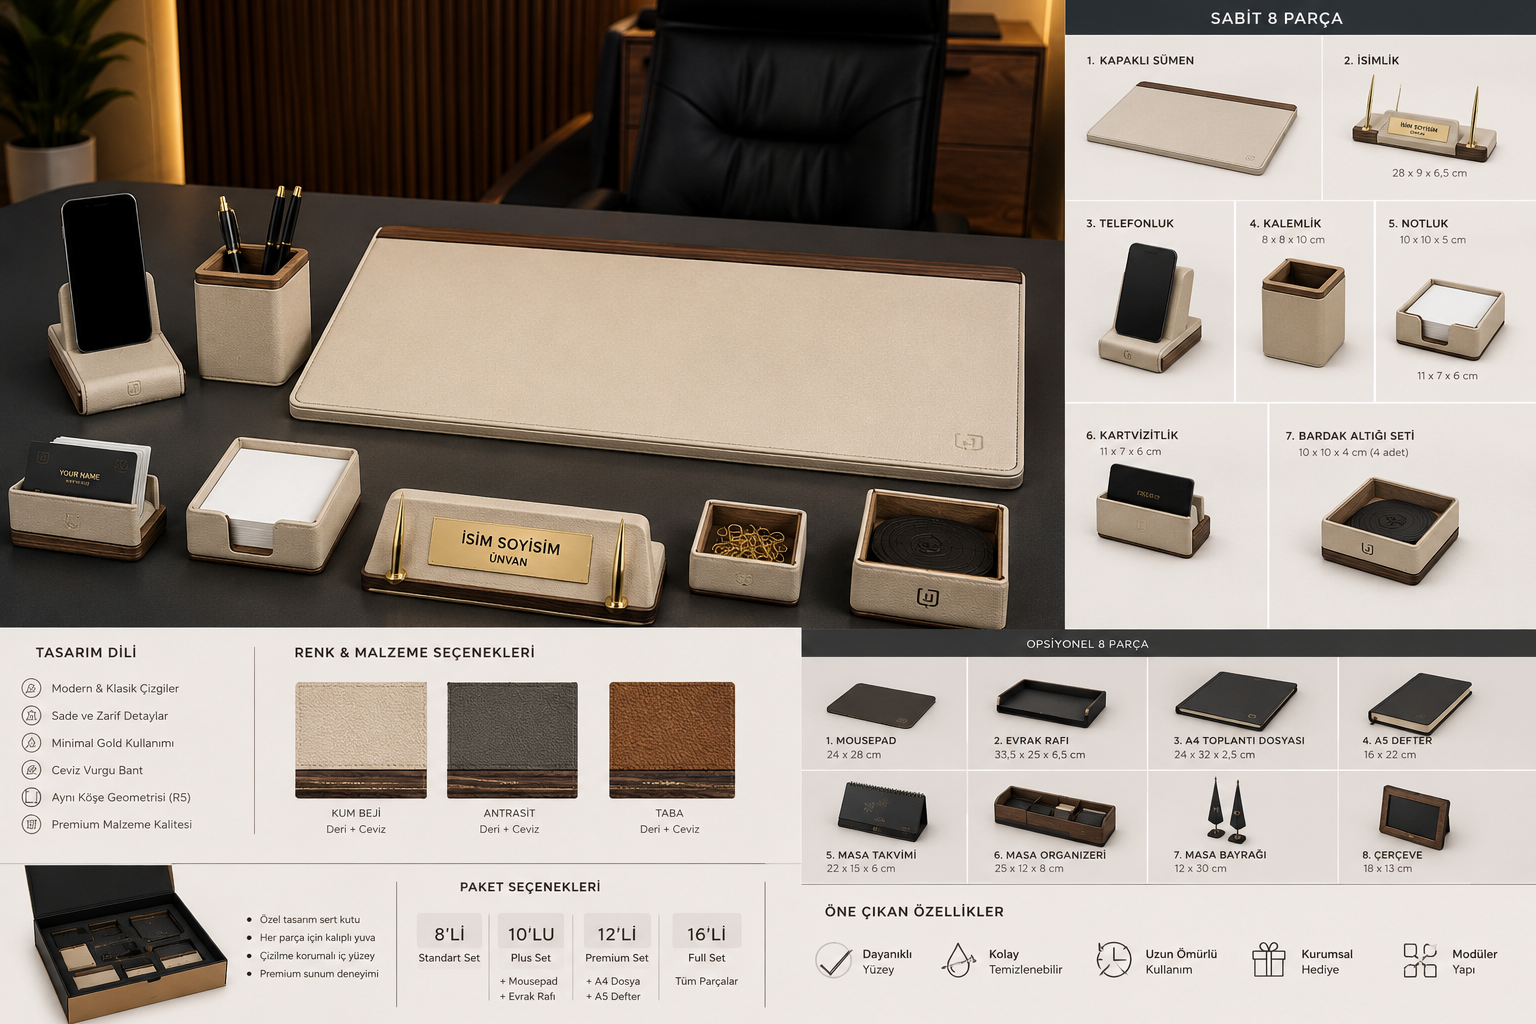 YOUR NAME
İSİM SOYİSİM
ÜNVAN
SABİT 8 PARÇA
1. KAPAKLI SÜMEN
2. İSİMLİK
İSİM SOYİSİM
28 x 9 x 6,5 cm
3. TELEFONLUK
4. KALEMLİK
8 x 8 x 10 cm
5. NOTLUK
10 x 10 x 5 cm
11 x 7 x 6 cm
6. KARTVİZİTLİK
11 x 7 x 6 cm
7. BARDAK ALTIĞI SETİ
10 x 10 x 4 cm (4 adet)
TASARIM DİLİ
Modern & Klasik Çizgiler
Sade ve Zarif Detaylar
Minimal Gold Kullanımı
Ceviz Vurgu Bant
Aynı Köşe Geometrisi (R5)
Premium Malzeme Kalitesi
RENK & MALZEME SEÇENEKLERİ
KUM BEJİ
Deri + Ceviz
ANTRASİT
Deri + Ceviz
TABA
Deri + Ceviz
OPSİYONEL 8 PARÇA
1. MOUSEPAD
24 x 28 cm
2. EVRAK RAFI
33,5 x 25 x 6,5 cm
3. A4 TOPLANTI DOSYASI
24 x 32 x 2,5 cm
4. A5 DEFTER
16 x 22 cm
5. MASA TAKVİMİ
22 x 15 x 6 cm
6. MASA ORGANIZERİ
25 x 12 x 8 cm
7. MASA BAYRAĞI
12 x 30 cm
8. ÇERÇEVE
18 x 13 cm
• Özel tasarım sert kutu
• Her parça için kalıplı yuva
• Çizilme korumalı iç yüzey
• Premium sunum deneyimi
PAKET SEÇENEKLERİ
8'Lİ
Standart Set
10'LU
Plus Set
+ Mousepad
+ Evrak Rafı
12'Lİ
Premium Set
+ A4 Dosya
+ A5 Defter
16'Lİ
Full Set
Tüm Parçalar
ÖNE ÇIKAN ÖZELLİKLER
Dayanıklı
Yüzey
Kolay
Temizlenebilir
Uzun Ömürlü
Kullanım
Kurumsal
Hediye
Modüler
Yapı